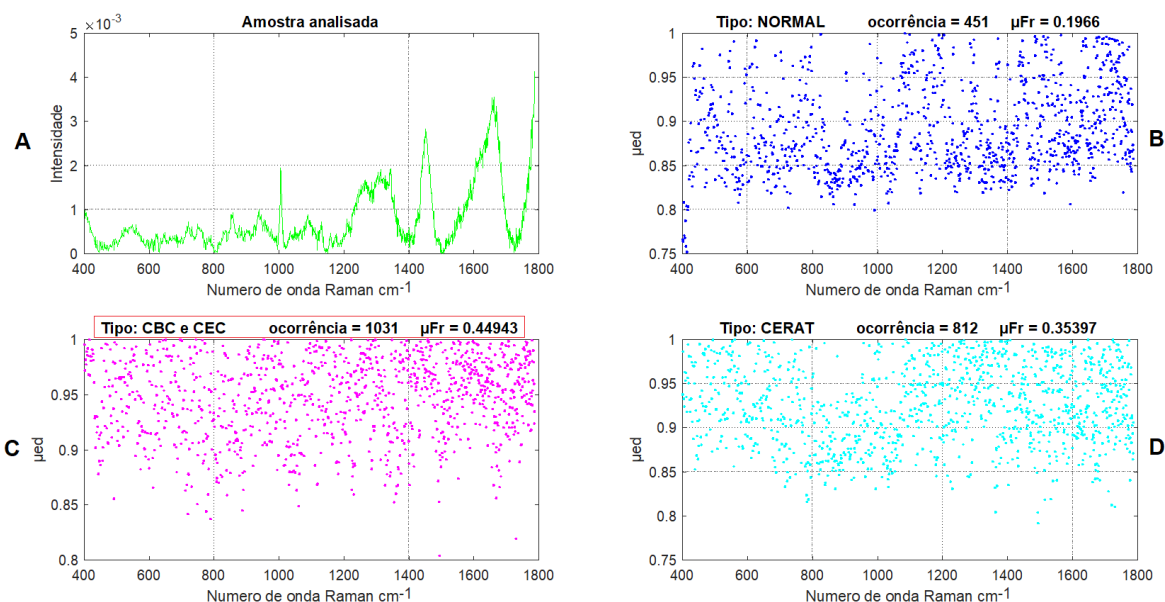 Amostra analisada
×10⁻³
5
4
3
2
1
0
Intensidade
A
400 600 800 1000 1200 1400 1600 1800
Numero de onda Raman cm⁻¹
Tipo: NORMAL ocorrência = 451 µFr = 0.1966
1
0.95
0.9
0.85
0.8
0.75
µed
B
400 600 800 1000 1200 1400 1600 1800
Numero de onda Raman cm⁻¹
Tipo: CBC e CEC ocorrência = 1031 µFr = 0.44943
1
0.95
0.9
0.85
0.8
µed
C
400 600 800 1000 1200 1400 1600 1800
Numero de onda Raman cm⁻¹
Tipo: CERAT ocorrência = 812 µFr = 0.35397
1
0.95
0.9
0.85
0.8
0.75
µed
D
400 600 800 1000 1200 1400 1600 1800
Numero de onda Raman cm⁻¹